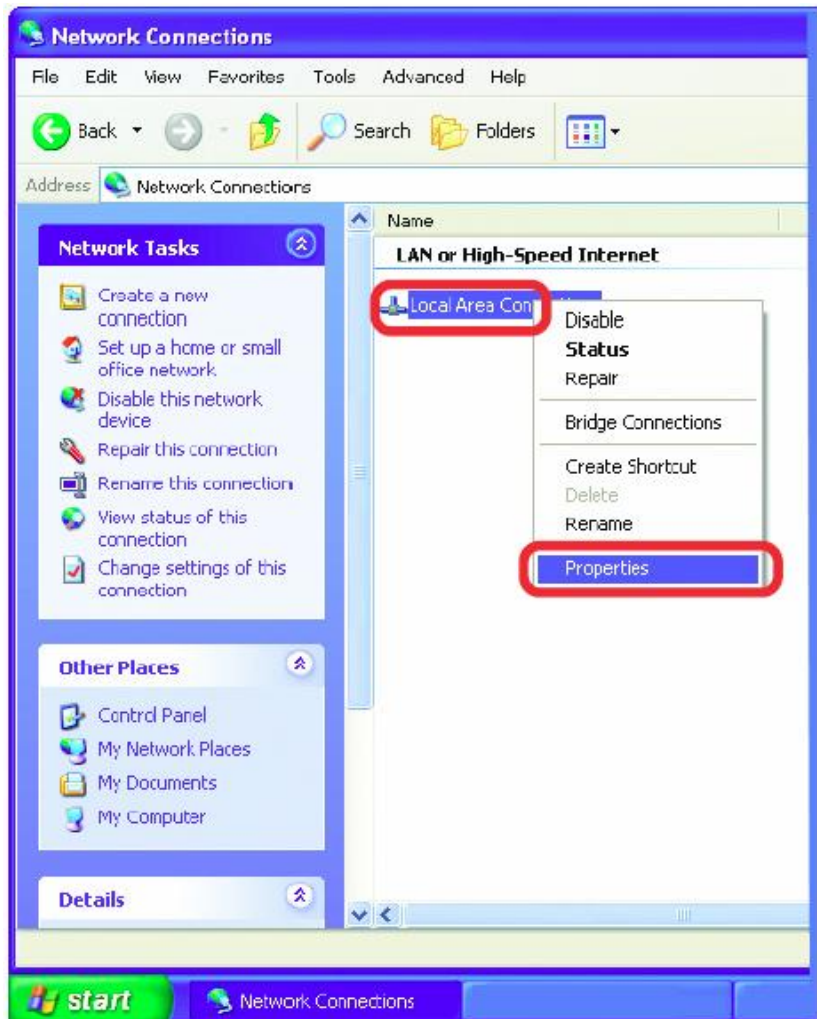 Network Connections
File Edit View Favorites Tools Advanced Help
Back Search Folders
Address Network Connections
Network Tasks
Create a new
connection
Set up a home or small
office network
Disable this network
device
Repair this connection
Rename this connection
View status of this
connection
Change settings of this
connection
Other Places
Control Panel
My Network Places
My Documents
My Computer
Details
Name
LAN or High-Speed Internet
Local Area Con
Disable
Status
Repair
Bridge Connections
Create Shortcut
Delete
Rename
Properties
start Network Connections